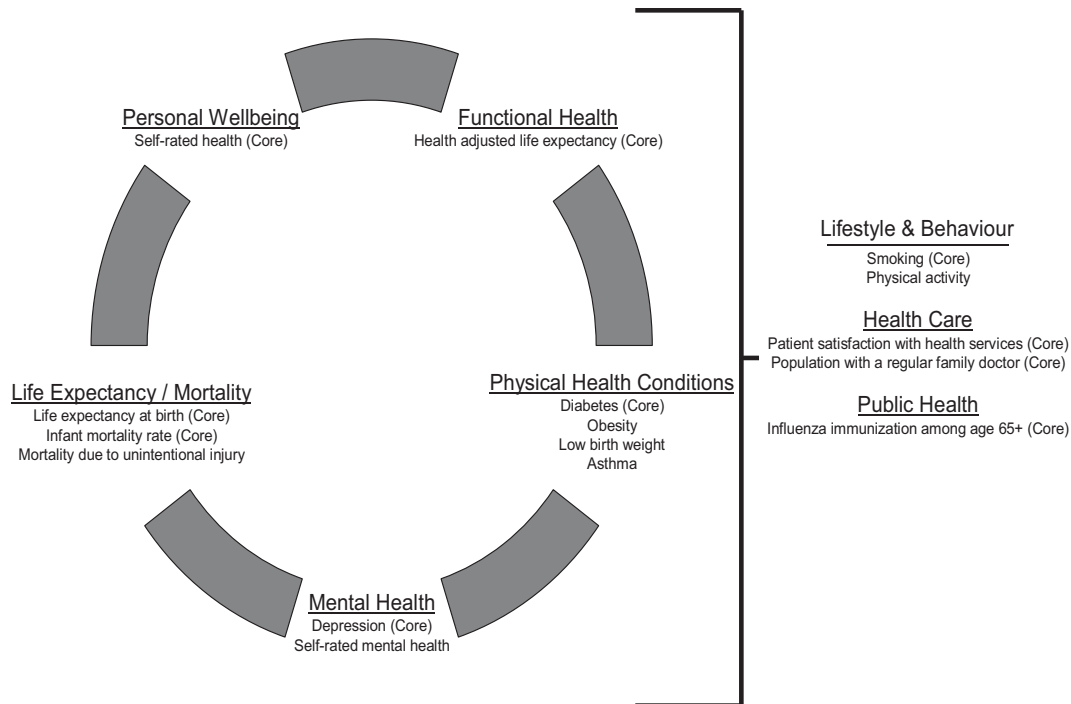 Personal Wellbeing
Self-rated health (Core)
Functional Health
Health adjusted life expectancy (Core)
Life Expectancy / Mortality
Life expectancy at birth (Core)
Infant mortality rate (Core)
Mortality due to unintentional injury
Physical Health Conditions
Diabetes (Core)
Obesity
Low birth weight
Asthma
Mental Health
Depression (Core)
Self-rated mental health
Lifestyle & Behaviour
Smoking (Core)
Physical activity
Health Care
Patient satisfaction with health services (Core)
Population with a regular family doctor (Core)
Public Health
Influenza immunization among age 65+ (Core)